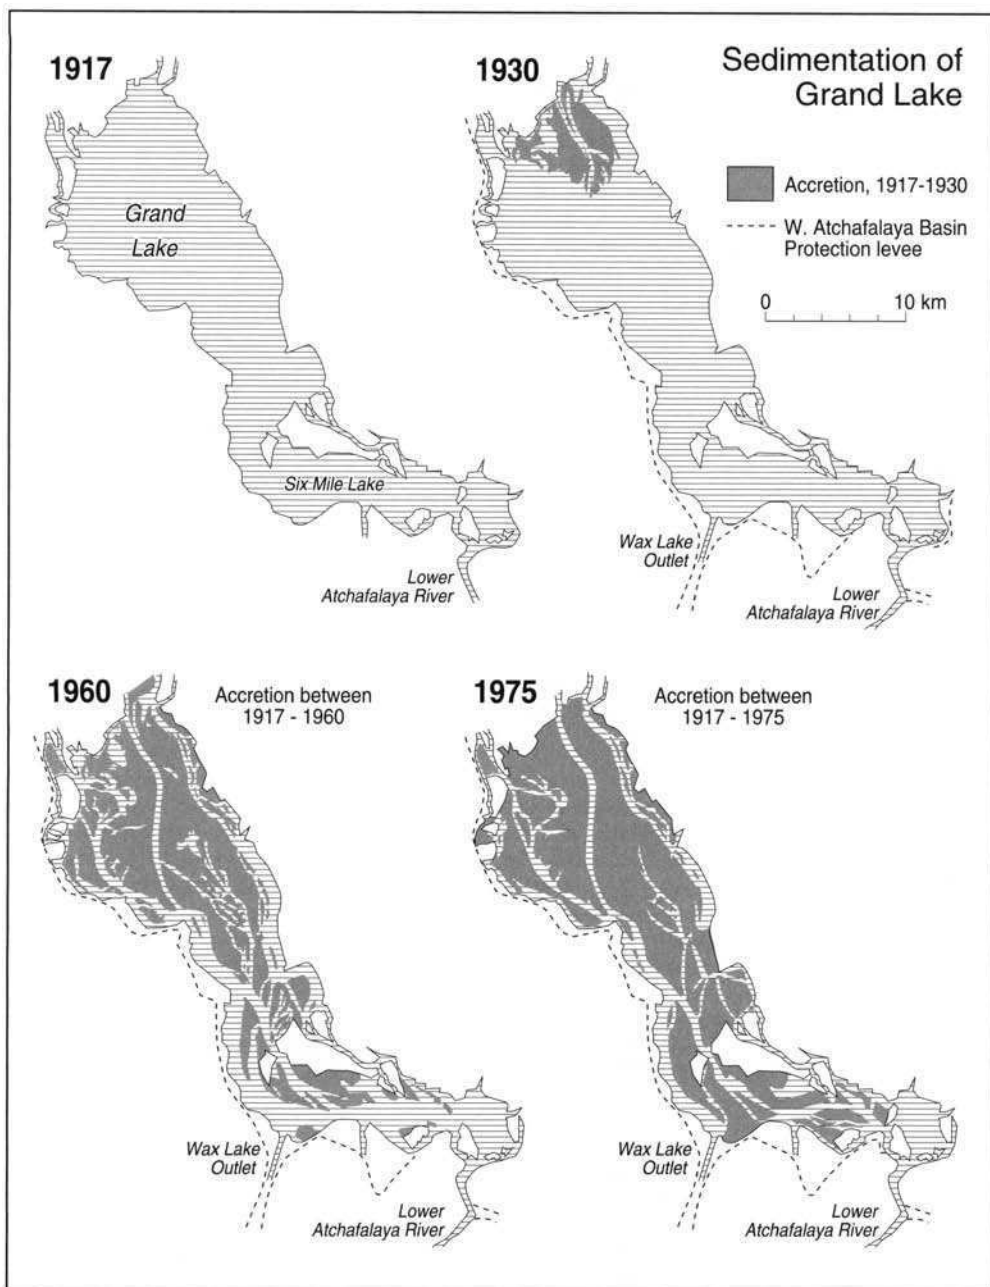 1917
Grand
Lake
Six Mile Lake
Lower
Atchafalaya River
1930
Sedimentation of
Grand Lake
Accretion, 1917-1930
W. Atchafalaya Basin
Protection levee
0 10 km
Wax Lake
Outlet
Lower
Atchafalaya River
1960
Accretion between
1917 - 1960
Wax Lake
Outlet
Lower
Atchafalaya River
1975
Accretion between
1917 - 1975
Wax Lake
Outlet
Lower
Atchafalaya River